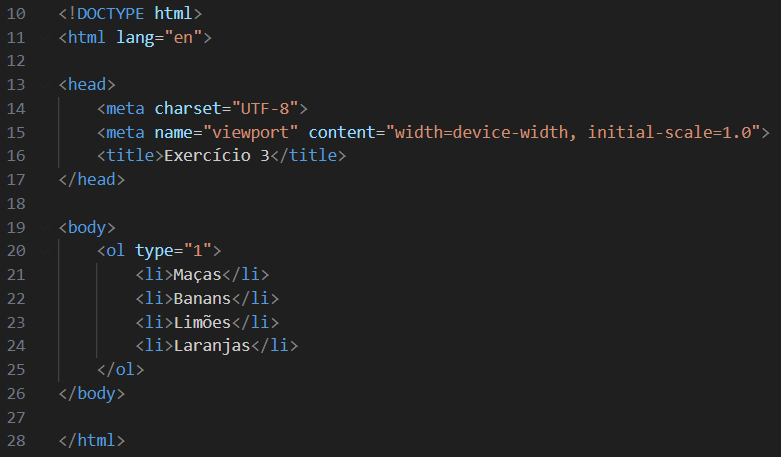 10 <!DOCTYPE html>
11 <html lang="en">
12
13 <head>
14     <meta charset="UTF-8">
15     <meta name="viewport" content="width=device-width, initial-scale=1.0">
16     <title>Exercício 3</title>
17 </head>
18
19 <body>
20     <ol type="1">
21         <li>Maças</li>
22         <li>Banans</li>
23         <li>Limões</li>
24         <li>Laranjas</li>
25     </ol>
26 </body>
27
28 </html>